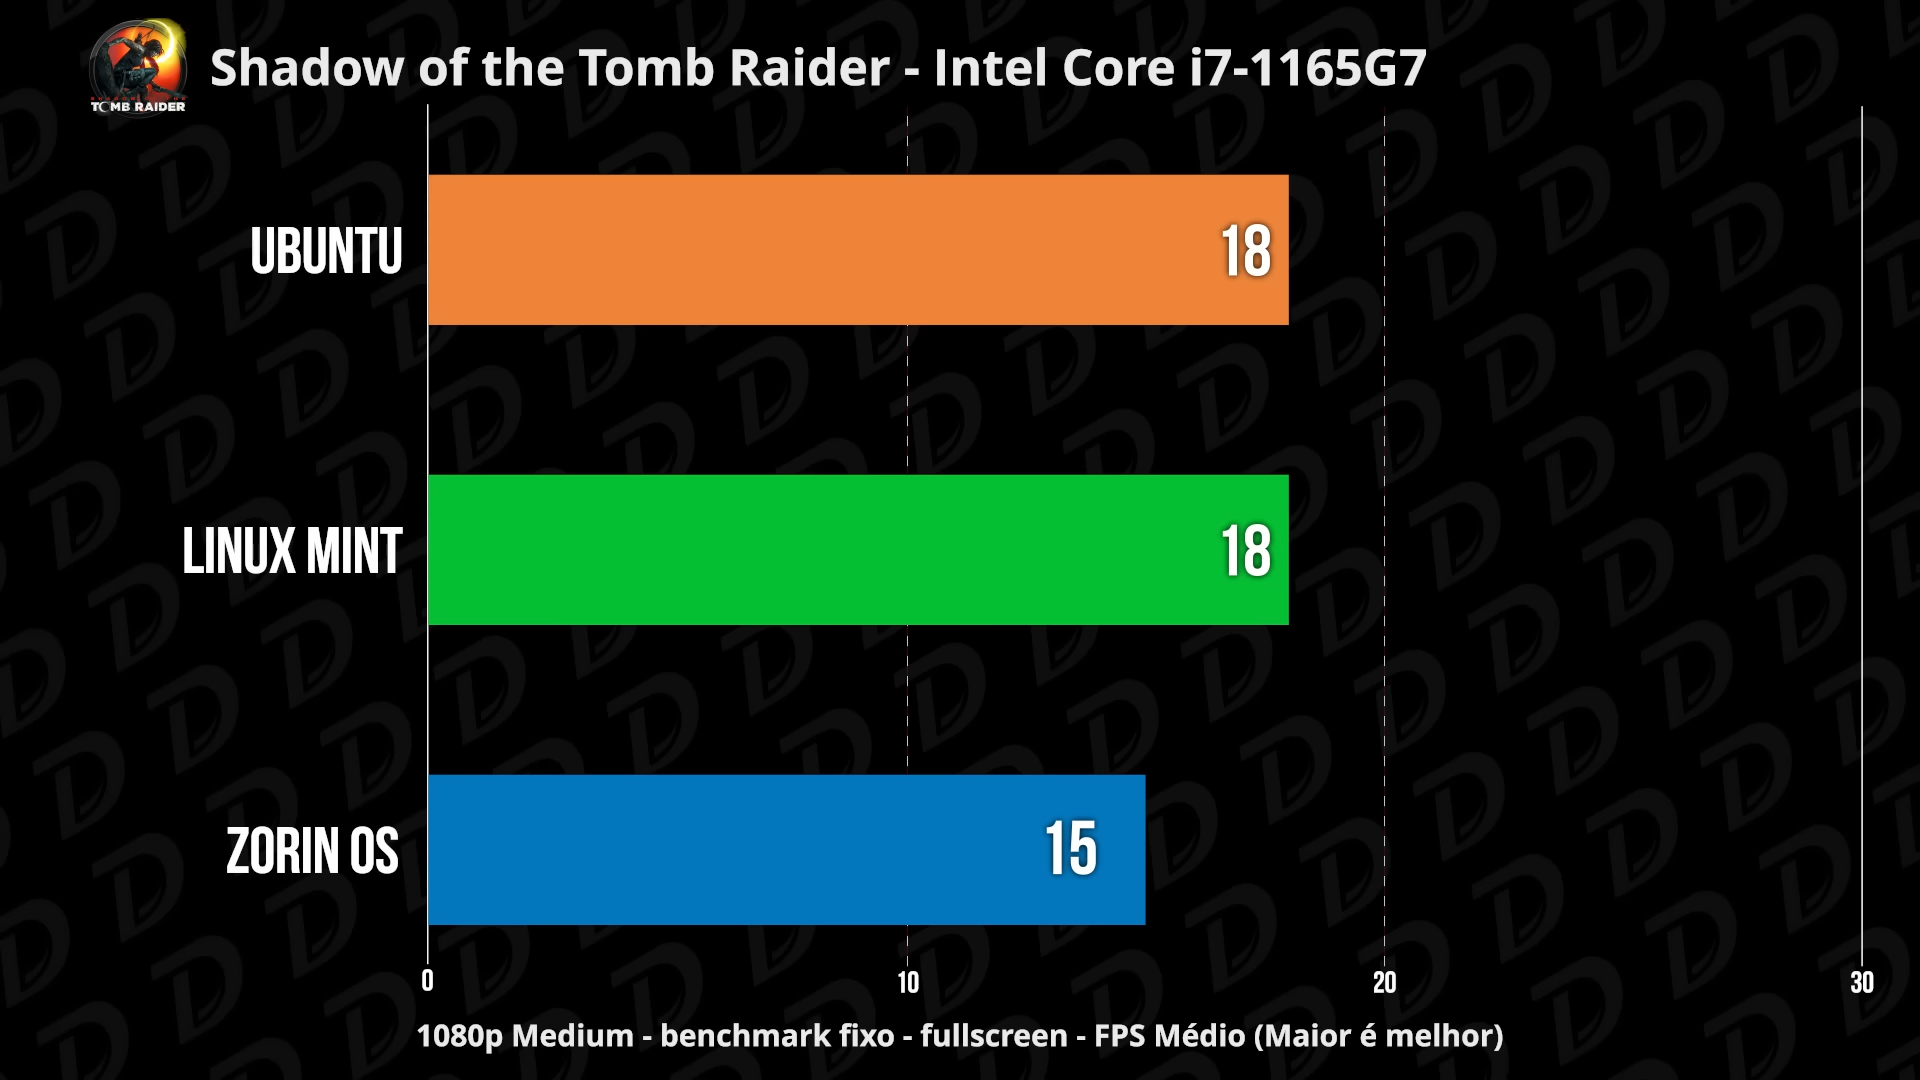 TOMB RAIDER
Shadow of the Tomb Raider - Intel Core i7-1165G7
UBUNTU
18
LINUX MINT
18
ZORIN OS
15
0
10
20
30
1080p Medium - benchmark fixo - fullscreen - FPS Médio (Maior é melhor)